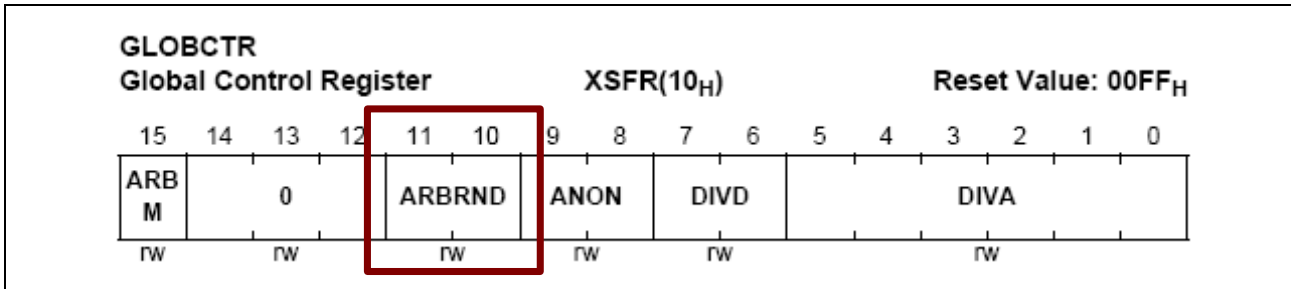 GLOBCTR
Global Control Register XSFR(10H) Reset Value: 00FFH
15 14 13 12 11 10 9 8 7 6 5 4 3 2 1 0
ARB M 0 ARBRND ANON DIVD DIVA
rw rw rw rw rw rw